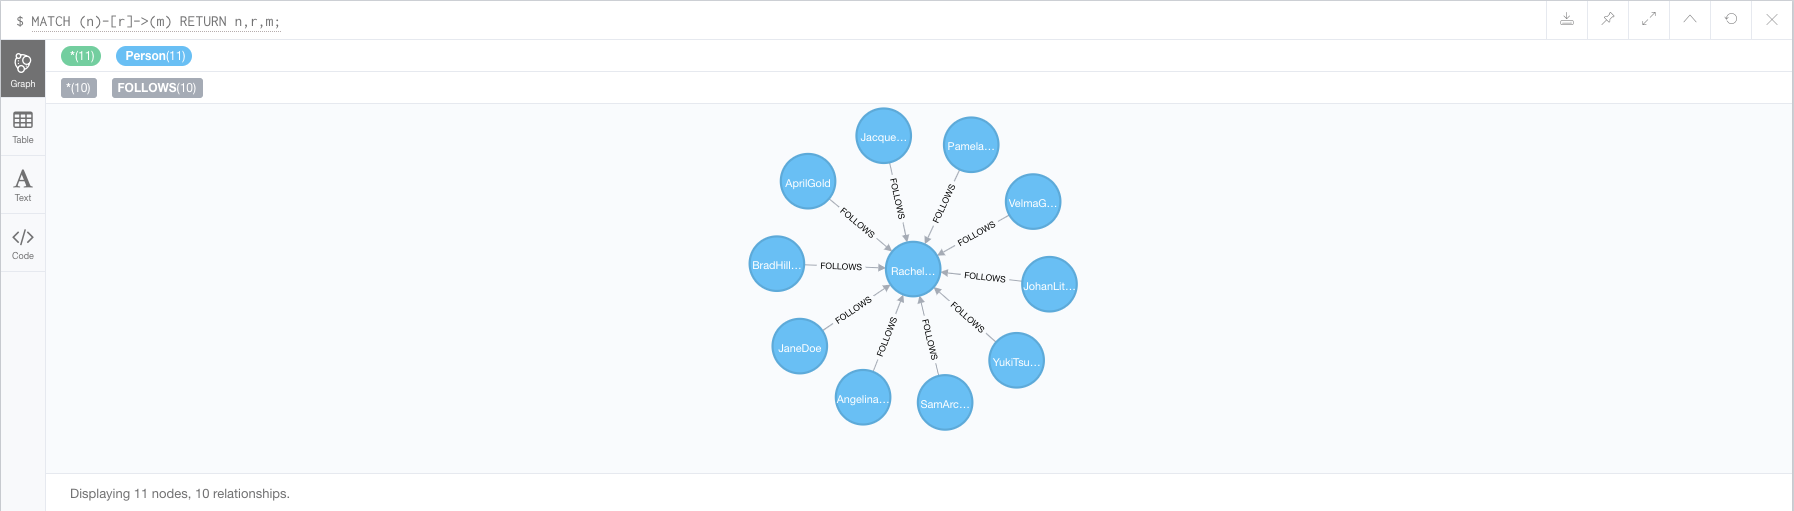 $ MATCH (n)-[r]->(m) RETURN n,r,m;
*(11) Person(11)
*(10) FOLLOWS(10)
Graph
Table
Text
Code
Jacque...
Pamela...
AprilGold
VelmaG...
FOLLOWS
FOLLOWS
FOLLOWS
FOLLOWS
BradHill...
FOLLOWS
Rachel...
FOLLOWS
JohanLit...
FOLLOWS
FOLLOWS
FOLLOWS
FOLLOWS
JaneDoe
YukiTsu...
Angelina...
SamArc...
Displaying 11 nodes, 10 relationships.